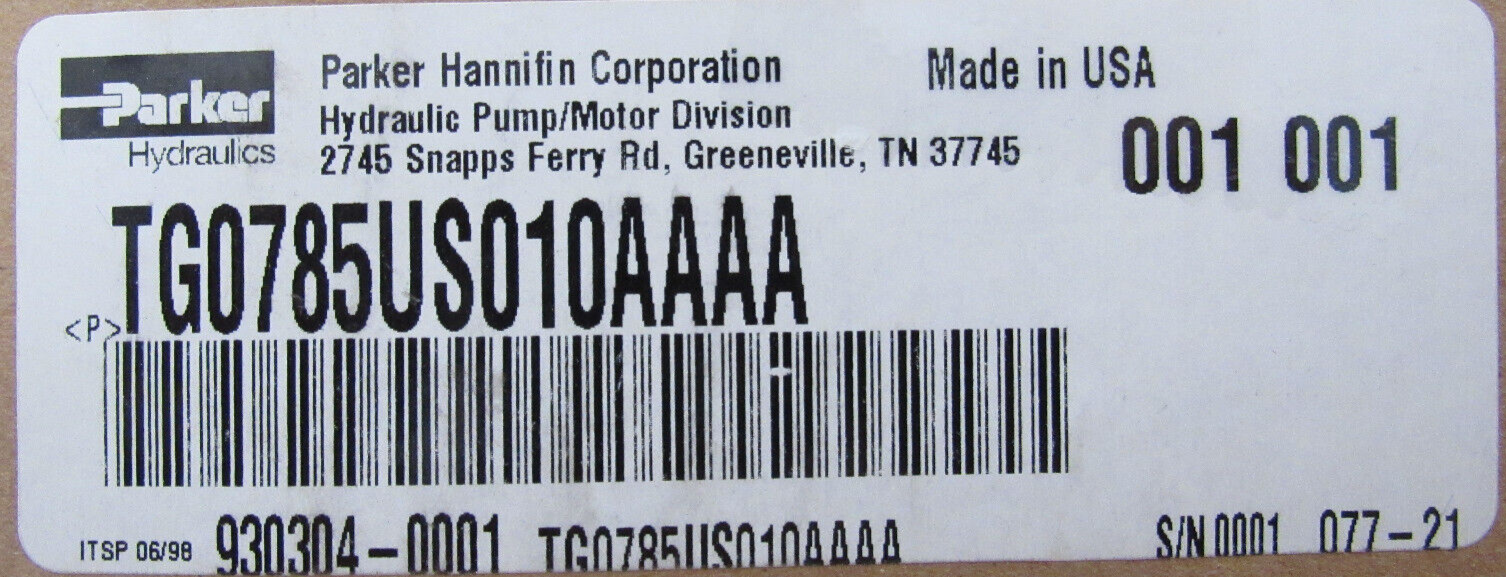 Parker
Hydraulics
Parker Hannifin Corporation
Hydraulic Pump/Motor Division
2745 Snapps Ferry Rd, Greeneville, TN 37745
Made in USA
001 001
TG0785US010AAAA
<P>
ITSP 06/98 930304-0001 TG0785US010AAAA S/N 0001 077-21